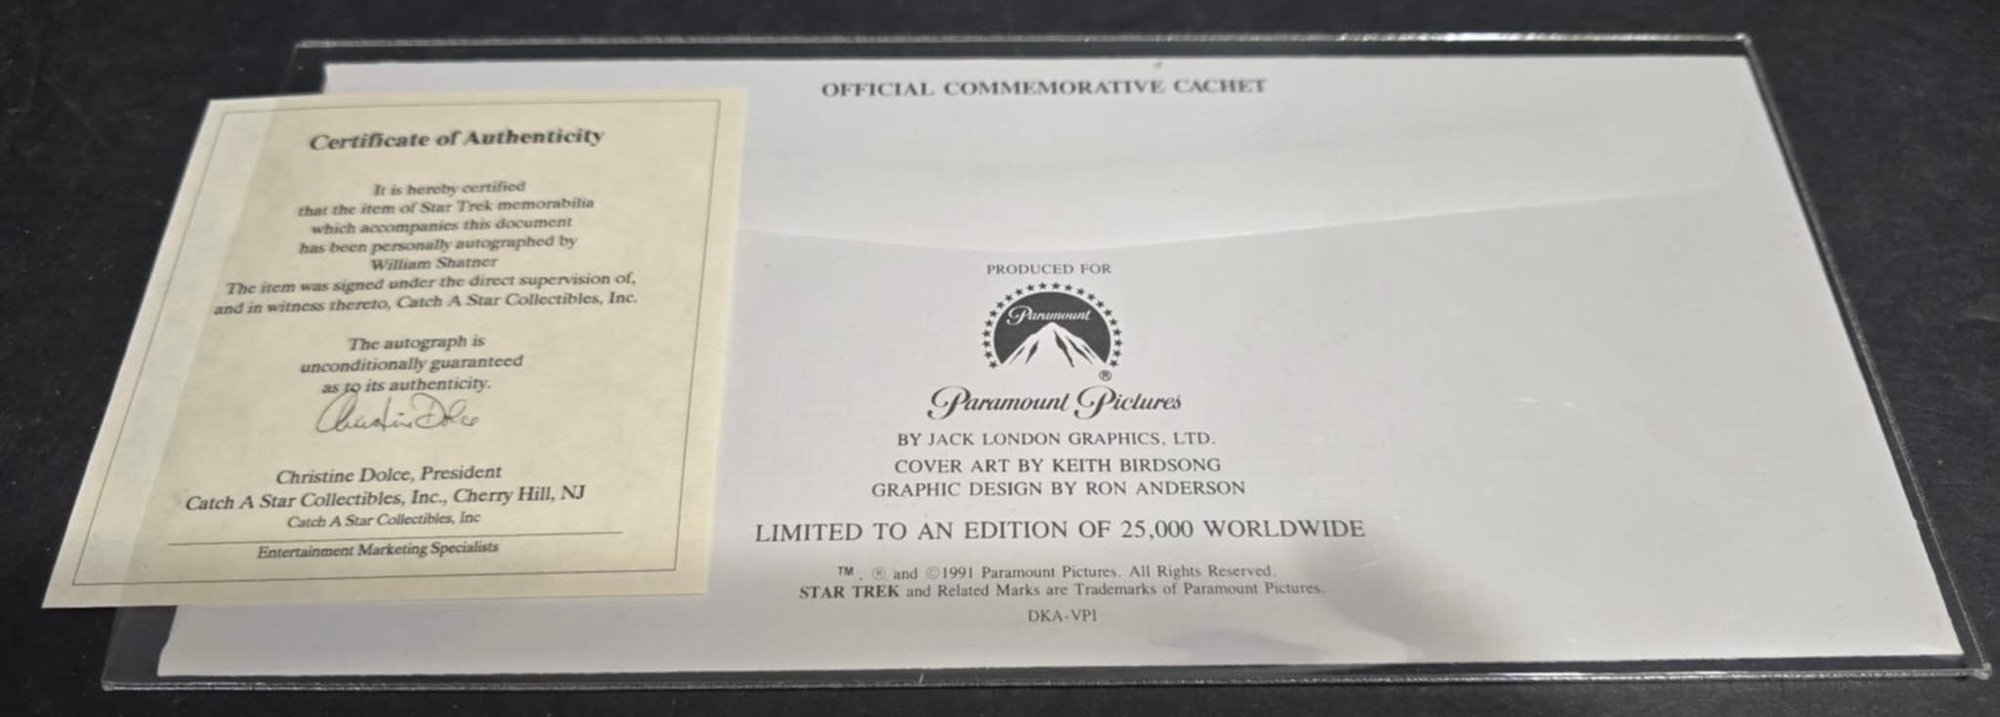 Certificate of Authenticity
It is hereby certified
that the item of Star Trek memorabilia
which accompanies this document
has been personally autographed by
William Shatner
The item was signed under the direct supervision of,
and in witness thereto, Catch A Star Collectibles, Inc.
The autograph is
unconditionally guaranteed
as to its authenticity.
Christine Dolce
Christine Dolce, President
Catch A Star Collectibles, Inc., Cherry Hill, NJ
Catch A Star Collectibles, Inc
Entertainment Marketing Specialists
OFFICIAL COMMEMORATIVE CACHET
PRODUCED FOR
Paramount
®
Paramount Pictures
BY JACK LONDON GRAPHICS, LTD.
COVER ART BY KEITH BIRDSONG
GRAPHIC DESIGN BY RON ANDERSON
LIMITED TO AN EDITION OF 25,000 WORLDWIDE
TM, ® and ©1991 Paramount Pictures. All Rights Reserved.
STAR TREK and Related Marks are Trademarks of Paramount Pictures.
DKA-VPI